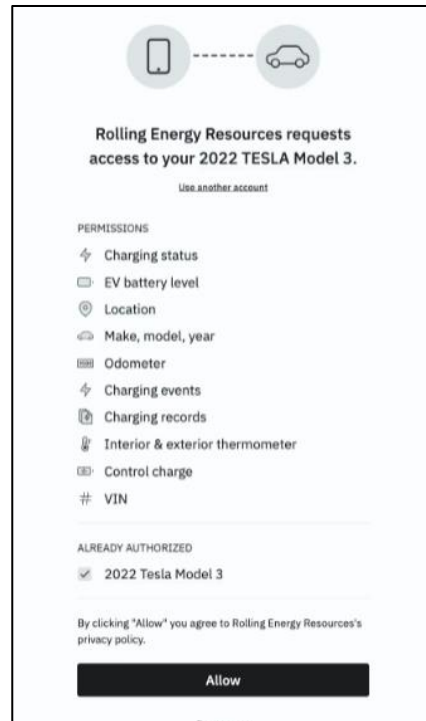 Rolling Energy Resources requests
access to your 2022 TESLA Model 3.
Use another account
PERMISSIONS
Charging status
EV battery level
Location
Make, model, year
Odometer
Charging events
Charging records
Interior & exterior thermometer
Control charge
# VIN
ALREADY AUTHORIZED
2022 Tesla Model 3
By clicking "Allow" you agree to Rolling Energy Resources's
privacy policy.
Allow